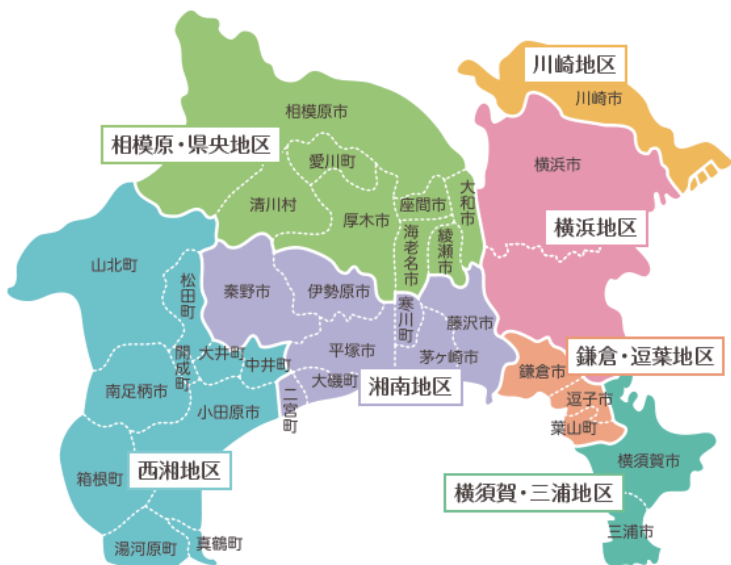 川崎地区
川崎市
相模原市
相模原・県央地区
愛川町
横浜市
清川村
厚木市
座間市
大和市
海老名市
綾瀬市
横浜地区
山北町
松田町
秦野市
伊勢原市
寒川町
藤沢市
開成町
大井町
中井町
平塚市
茅ヶ崎市
鎌倉・逗葉地区
鎌倉市
南足柄市
小田原市
二宮町
大磯町
湘南地区
逗子市
葉山町
箱根町
西湘地区
横須賀市
横須賀・三浦地区
湯河原町
真鶴町
三浦市